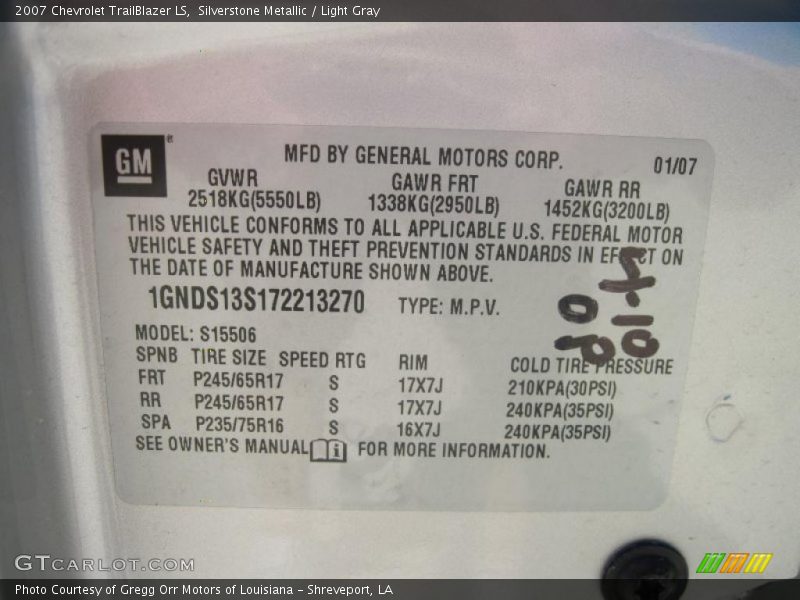 2007 Chevrolet TrailBlazer LS, Silverstone Metallic / Light Gray
GM®
MFD BY GENERAL MOTORS CORP. 01/07
GVWR GAWR FRT GAWR RR
2518KG(5550LB) 1338KG(2950LB) 1452KG(3200LB)
THIS VEHICLE CONFORMS TO ALL APPLICABLE U.S. FEDERAL MOTOR
VEHICLE SAFETY AND THEFT PREVENTION STANDARDS IN EFFECT ON
THE DATE OF MANUFACTURE SHOWN ABOVE.
1GNDS13S172213270 TYPE: M.P.V.
MODEL: S15506
SPNB TIRE SIZE SPEED RTG RIM COLD TIRE PRESSURE
FRT P245/65R17 S 17X7J 210KPA(30PSI)
RR P245/65R17 S 17X7J 240KPA(35PSI)
SPA P235/75R16 S 16X7J 240KPA(35PSI)
SEE OWNER'S MANUAL FOR MORE INFORMATION.
GTCARLOT.COM
Photo Courtesy of Gregg Orr Motors of Louisiana – Shreveport, LA